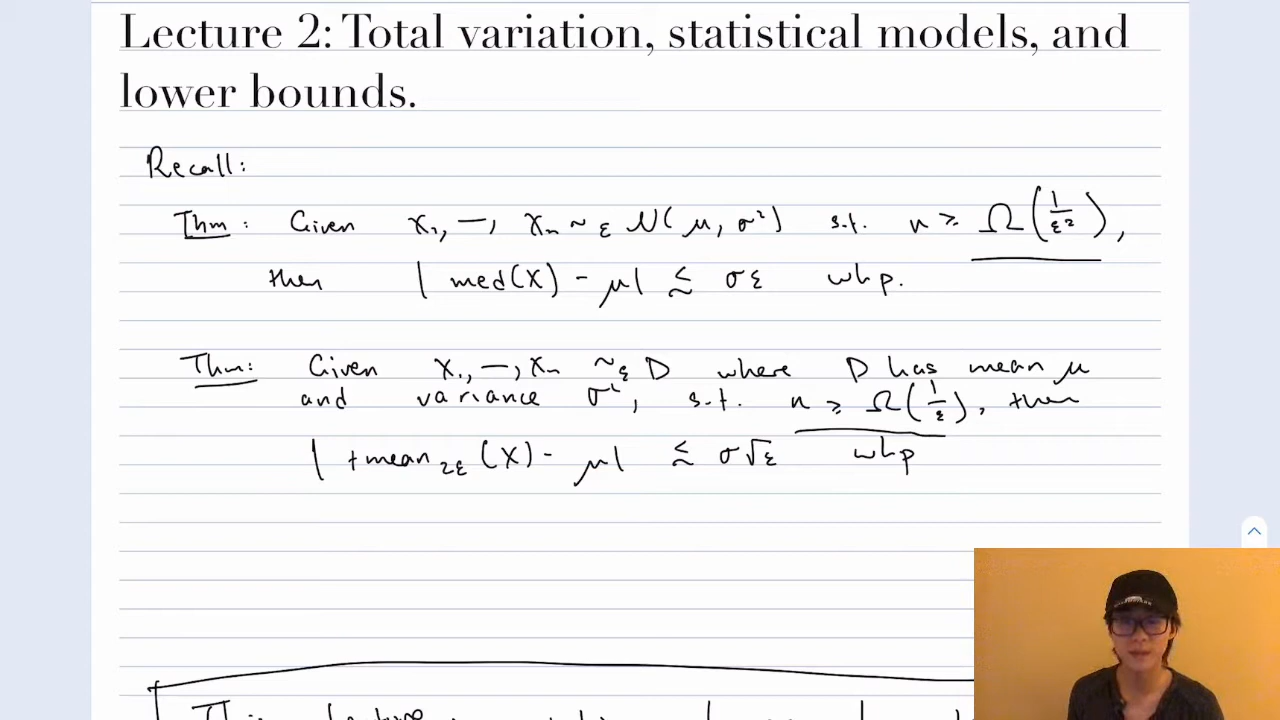 Lecture 2: Total variation, statistical models, and
lower bounds.
Recall:
Thm: Given X₁, —, Xₙ ~ε N(μ, σ²) s.t. n ≥ Ω(1/ε²),
then |med(X) - μ| ≲ σε whp.
Thm: Given X₁, —, Xₙ ~ε D where D has mean μ
and variance σ², s.t. n ≥ Ω(1/ε), then
|tmean₂ε(X) - μ| ≲ σ√ε whp